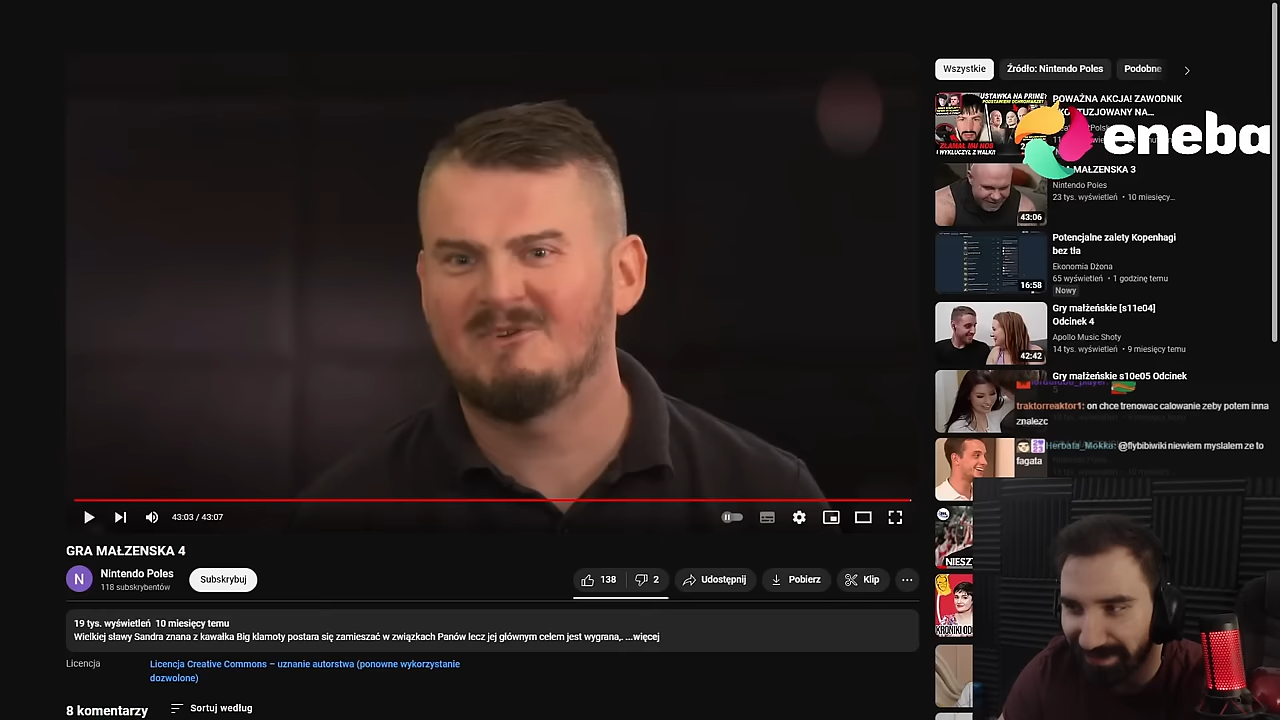 Wszystkie
Źródło: Nintendo Poles
Podobne
POWAŻNA AKCJA! ZAWODNIK
NA...
eneba
MAŁZENSKA 3
Nintendo Poles
23 tys. wyświetleń • 10 miesięcy...
43:06
Potencjalne zalety Kopenhagi
bez tła
Ekonomia Dżona
65 wyświetleń • 1 godzinę temu
Nowy
16:58
Gry małżeńskie [s11e04]
Odcinek 4
Apollo Music Shoty
14 tys. wyświetleń • 9 miesięcy temu
42:42
Gry małżeńskie s10e05 Odcinek
traktorreaktor1: on chce trenowac calowanie zeby potem inna
znalezc
Herbata_Mokka: @flybibiwiki niewiem myslalem ze to
fagata
43:03 / 43:07
GRA MAŁZENSKA 4
N
Nintendo Poles
118 subskrybentów
Subskrybuj
138
2
Udostępnij
Pobierz
Klip
19 tys. wyświetleń 10 miesięcy temu
Wielkiej sławy Sandra znana z kawałka Big klamoty postara się zamieszać w związkach Panów lecz jej głównym celem jest wygrana,. ...więcej
Licencja
Licencja Creative Commons – uznanie autorstwa (ponowne wykorzystanie
dozwolone)
8 komentarzy
Sortuj według
NIESZ
KRONIKI OD